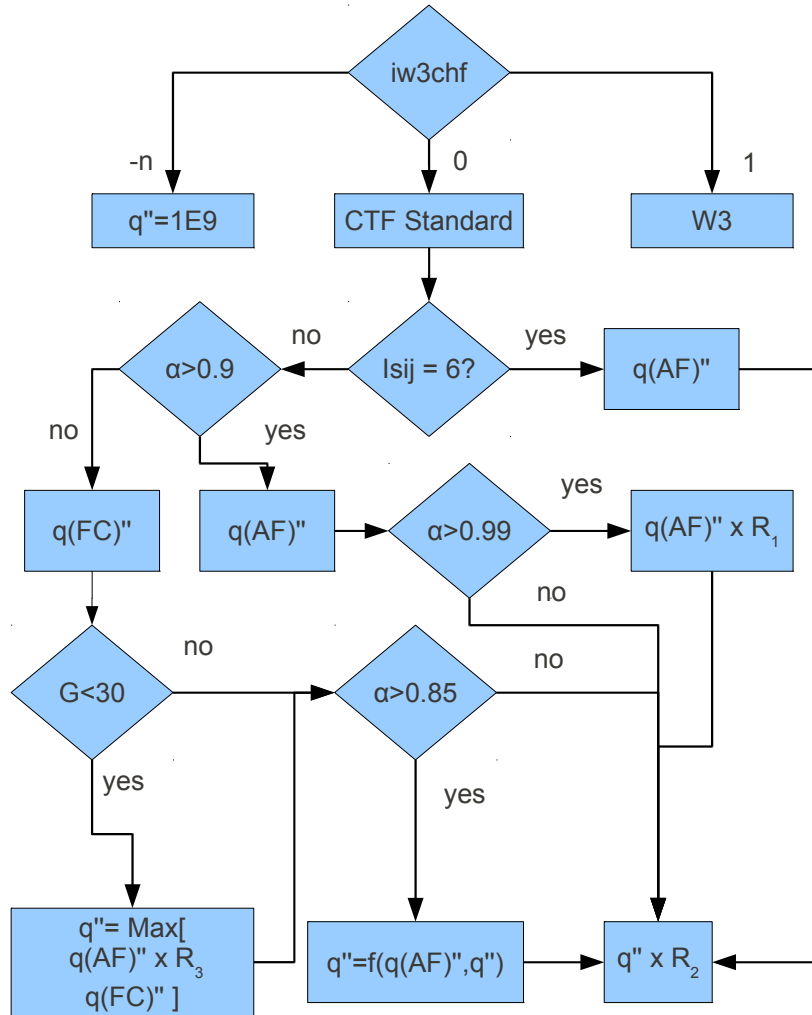 iw3chf
-n
0
1
q"=1E9
CTF Standard
W3
no
yes
α>0.9
Isij = 6?
q(AF)"
no
yes
yes
q(FC)"
q(AF)"
α>0.99
q(AF)" x R₁
no
no
no
G<30
α>0.85
yes
yes
q"= Max[
q(AF)" x R₃
q(FC)" ]
q"=f(q(AF)",q")
q" x R₂